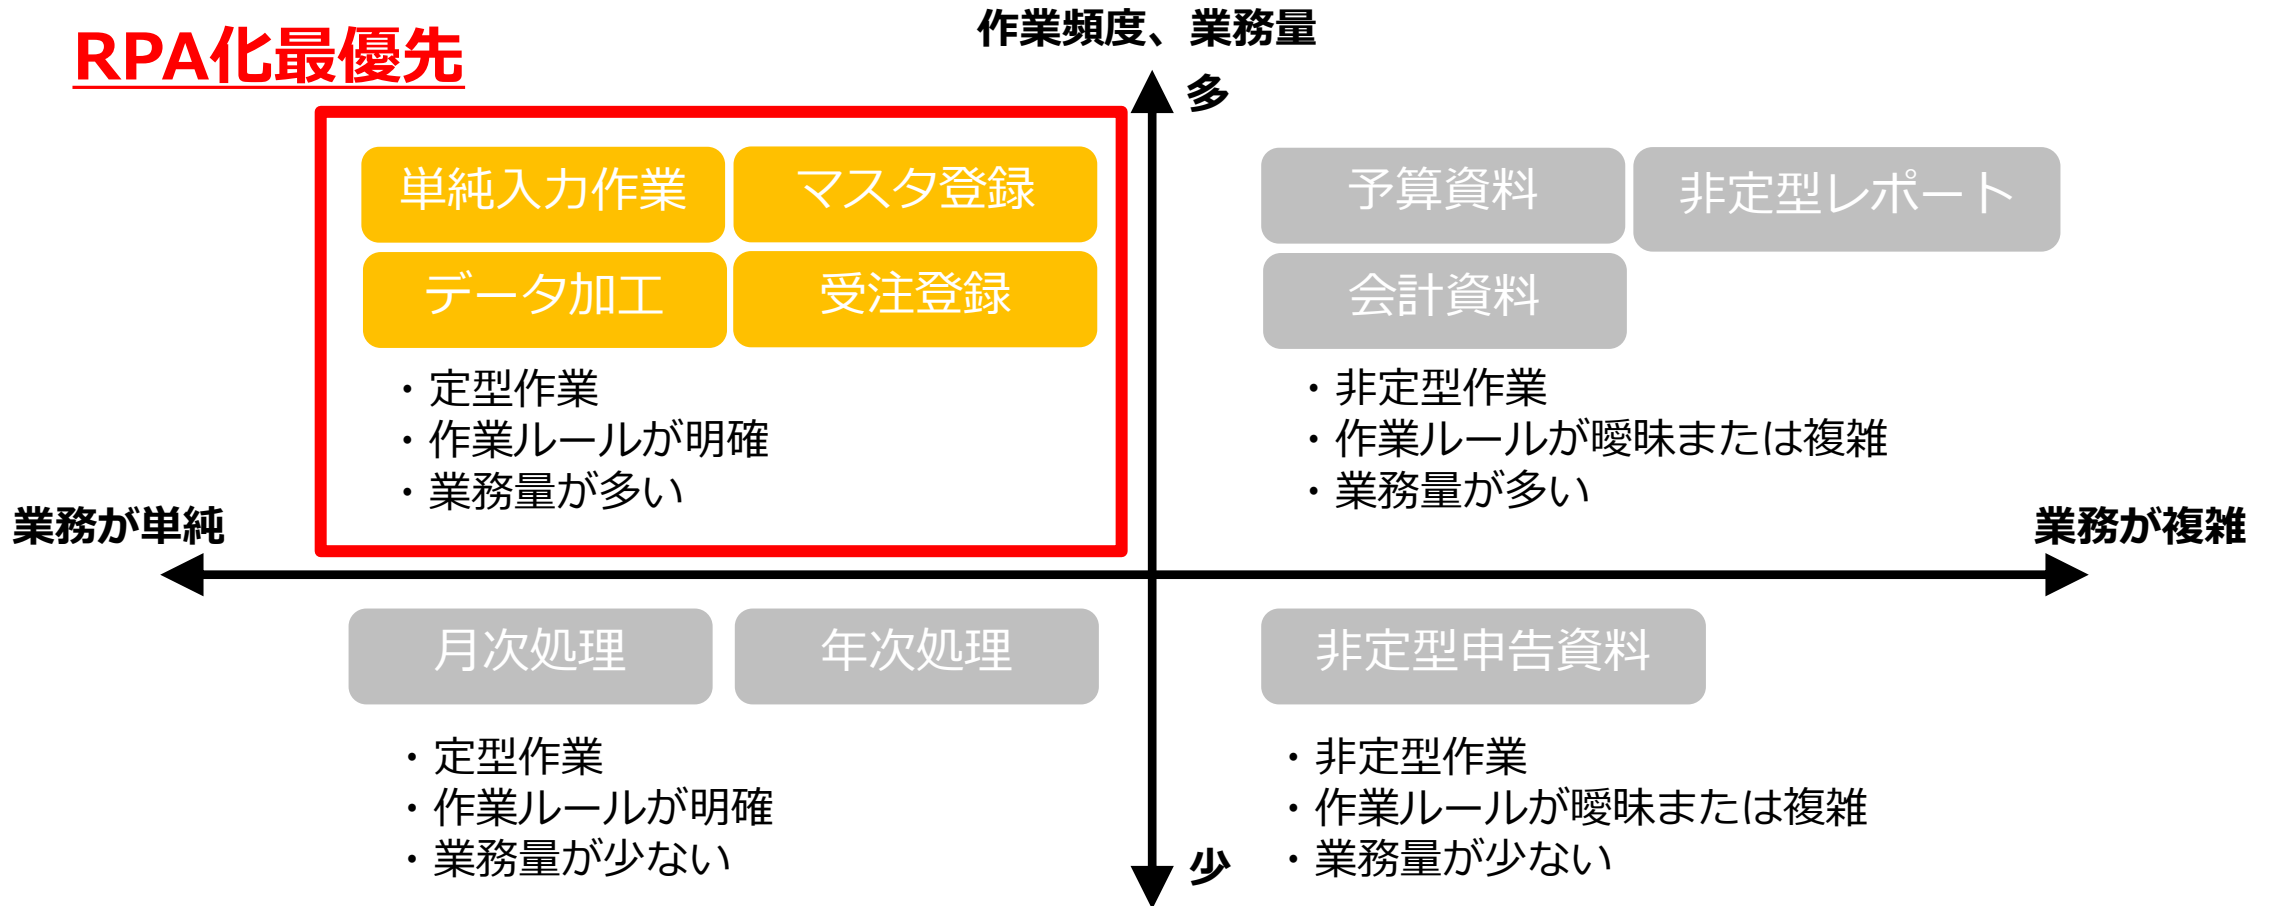 RPA化最優先
作業頻度、業務量
多
単純入力作業
マスタ登録
データ加工
受注登録
・定型作業
・作業ルールが明確
・業務量が多い
予算資料
非定型レポート
会計資料
・非定型作業
・作業ルールが曖昧または複雑
・業務量が多い
業務が単純
業務が複雑
月次処理
年次処理
・定型作業
・作業ルールが明確
・業務量が少ない
非定型申告資料
・非定型作業
・作業ルールが曖昧または複雑
・業務量が少ない
少